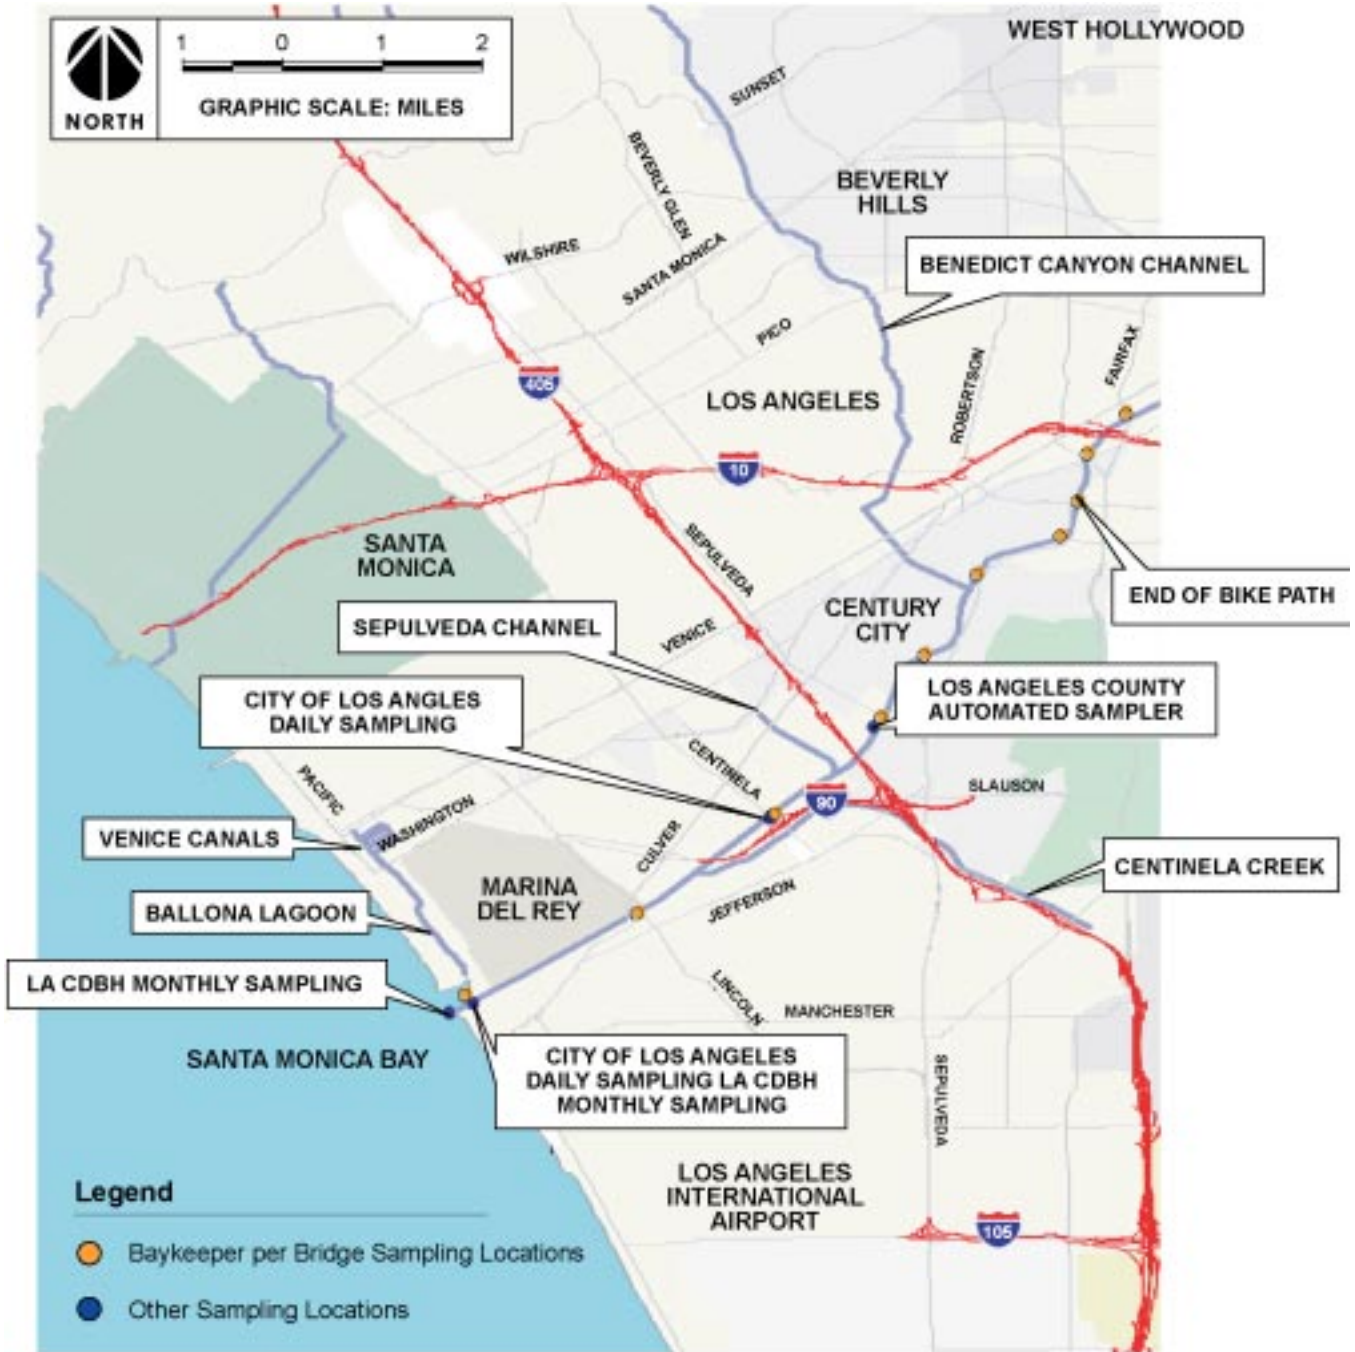 WEST HOLLYWOOD
1 0 1 2
GRAPHIC SCALE: MILES
NORTH
SUNSET
BEVERLY GLEN
BEVERLY
HILLS
WILSHIRE
SANTA MONICA
BENEDICT CANYON CHANNEL
PICO
FAIRFAX
ROBERTSON
405
LOS ANGELES
10
SANTA
MONICA
SEPULVEDA
END OF BIKE PATH
CENTURY
CITY
SEPULVEDA CHANNEL
VENICE
CITY OF LOS ANGLES
DAILY SAMPLING
LOS ANGELES COUNTY
AUTOMATED SAMPLER
CENTINELA
PACIFIC
SLAUSON
90
WASHINGTON
VENICE CANALS
CULVER
CENTINELA CREEK
MARINA
DEL REY
JEFFERSON
BALLONA LAGOON
LA CDBH MONTHLY SAMPLING
LINCOLN
MANCHESTER
SANTA MONICA BAY
CITY OF LOS ANGELES
DAILY SAMPLING LA CDBH
MONTHLY SAMPLING
SEPULVEDA
LOS ANGELES
INTERNATIONAL
AIRPORT
105
Legend
Baykeeper per Bridge Sampling Locations
Other Sampling Locations